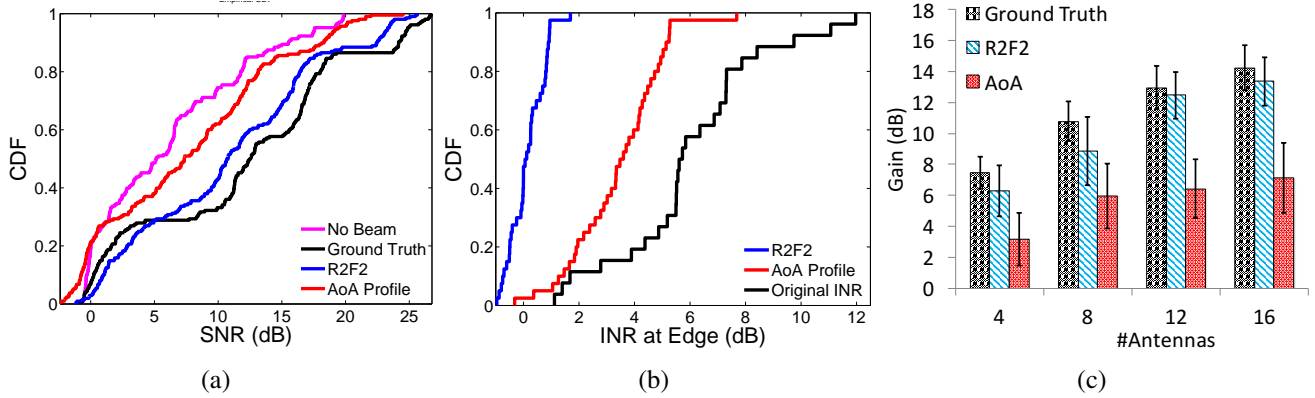 CDF
1
0.8
0.6
0.4
0.2
0
No Beam
Ground Truth
R2F2
AoA Profile
0 5 10 15 20 25
SNR (dB)
(a)
CDF
1
0.8
0.6
0.4
0.2
0
R2F2
AoA Profile
Original INR
0 2 4 6 8 10 12
INR at Edge (dB)
(b)
Gain (dB)
18
16
14
12
10
8
6
4
2
0
Ground Truth
R2F2
AoA
4 8 12 16
#Antennas
(c)